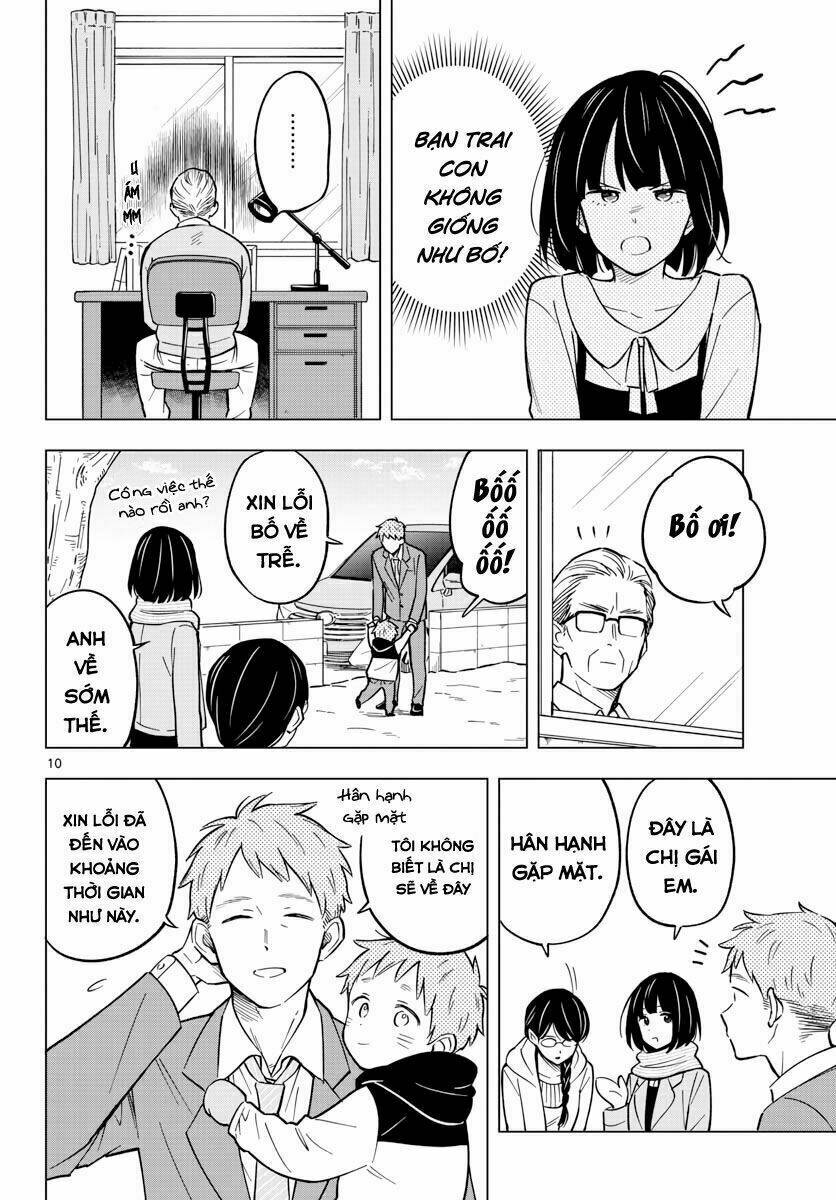 BẠN TRAI
CON
KHÔNG
GIỐNG
NHƯ BỐ!
........
U
ÁM
MM
...
BỐ ƠI!
BỐỐ
ỐỐ
ỐỐ!
XIN LỖI
BỐ VỀ
TRỄ.
CÔNG VIỆC THẾ
NÀO RỒI ANH?
ANH
VỀ
SỚM
THẾ.
10
ĐÂY LÀ
CHỊ GÁI
EM.
HÂN HẠNH
GẶP MẶT.
HÂN HẠNH
GẶP MẶT
TÔI KHÔNG
BIẾT LÀ CHỊ
SẼ VỀ ĐÂY
XIN LỖI ĐÃ
ĐẾN VÀO
KHOẢNG
THỜI GIAN
NHƯ NÀY.